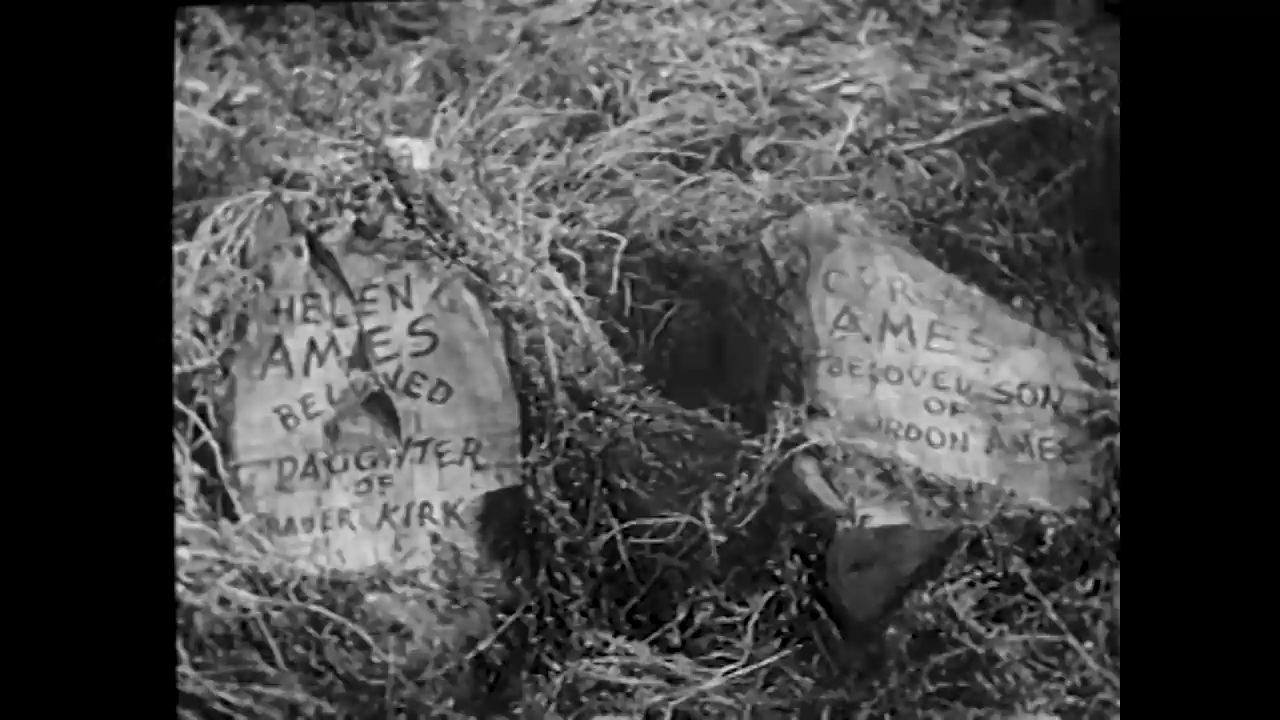 HELEN
AMES
BELOVED
DAUGHTER
OF
KIRK
AMES
BELOVED SON
OF
AMES